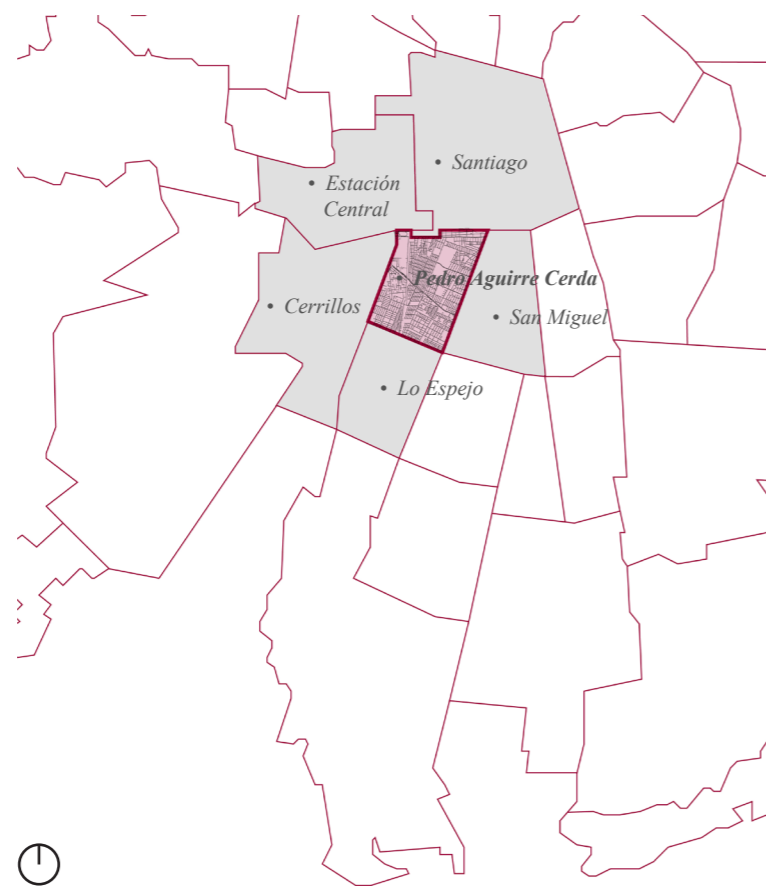 Santiago
Estación
Central
Pedro Aguirre Cerda
Cerrillos
San Miguel
Lo Espejo